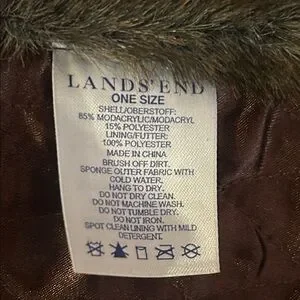 LANDS' END
ONE SIZE
SHELL/OBERSTOFF:
85% MODACRYLIC/MODACRYL
15% POLYESTER
LINING/FUTTER:
100% POLYESTER
MADE IN CHINA
BRUSH OFF DIRT.
SPONGE OUTER FABRIC WITH
COLD WATER.
HANG TO DRY.
DO NOT DRY CLEAN.
DO NOT MACHINE WASH.
DO NOT TUMBLE DRY.
DO NOT IRON.
SPOT CLEAN LINING WITH MILD
DETERGENT.